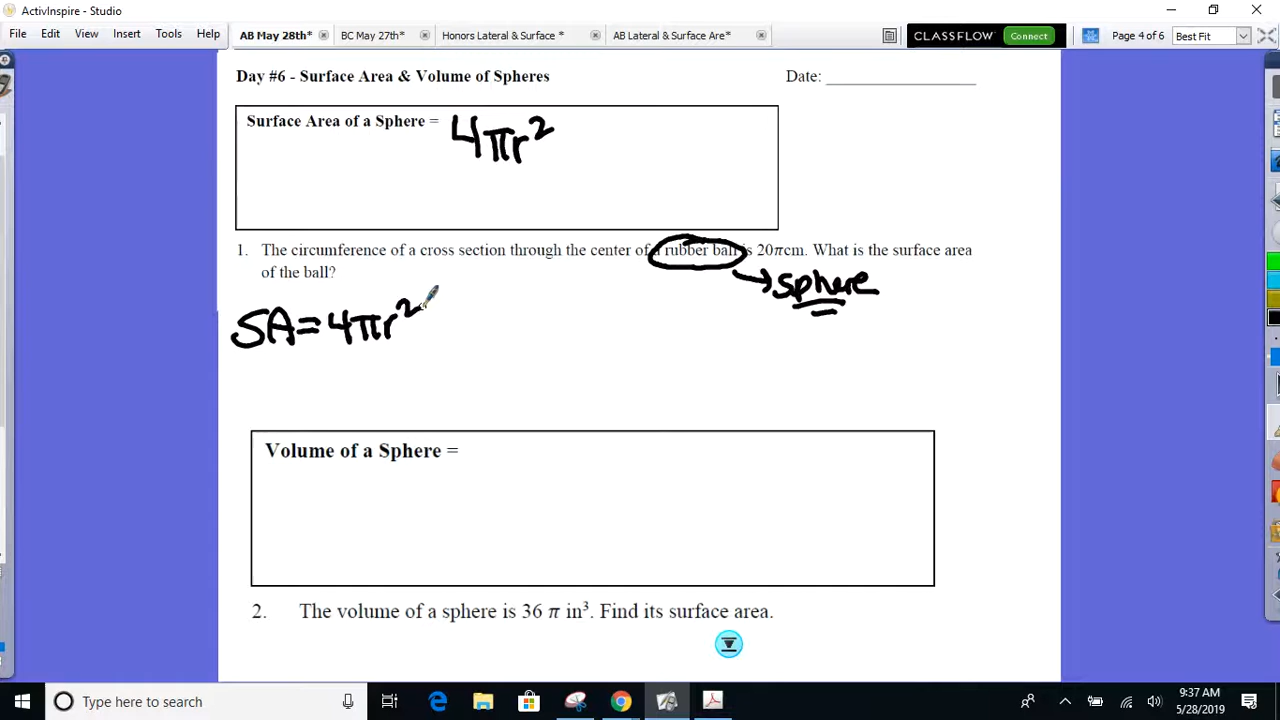 ActivInspire - Studio
File Edit View Insert Tools Help AB May 28th* BC May 27th* Honors Lateral & Surface * AB Lateral & Surface Are* CLASSFLOW Connect Page 4 of 6 Best Fit
Day #6 - Surface Area & Volume of Spheres Date: ___________________
Surface Area of a Sphere = 4πr²
1. The circumference of a cross section through the center of a rubber ball is 20πcm. What is the surface area
of the ball?
sphere
SA=4πr²
Volume of a Sphere =
2. The volume of a sphere is 36 π in³. Find its surface area.
Type here to search
9:37 AM
5/28/2019